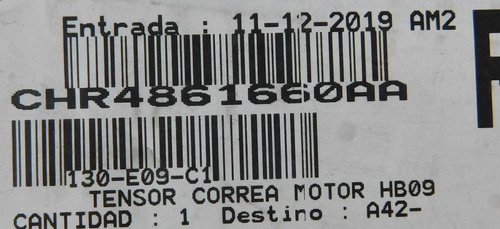 Entrada : 11-12-2019 AM2
CHR4861660AA
130-E09-C1
TENSOR CORREA MOTOR HB09
CANTIDAD : 1 Destino : A42-